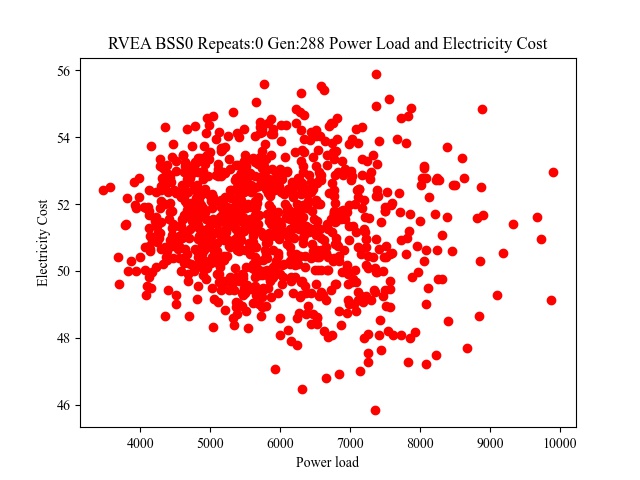 RVEA BSS0 Repeats:0 Gen:288 Power Load and Electricity Cost
56
54
52
50
48
46
Electricity Cost
4000 5000 6000 7000 8000 9000 10000
Power load